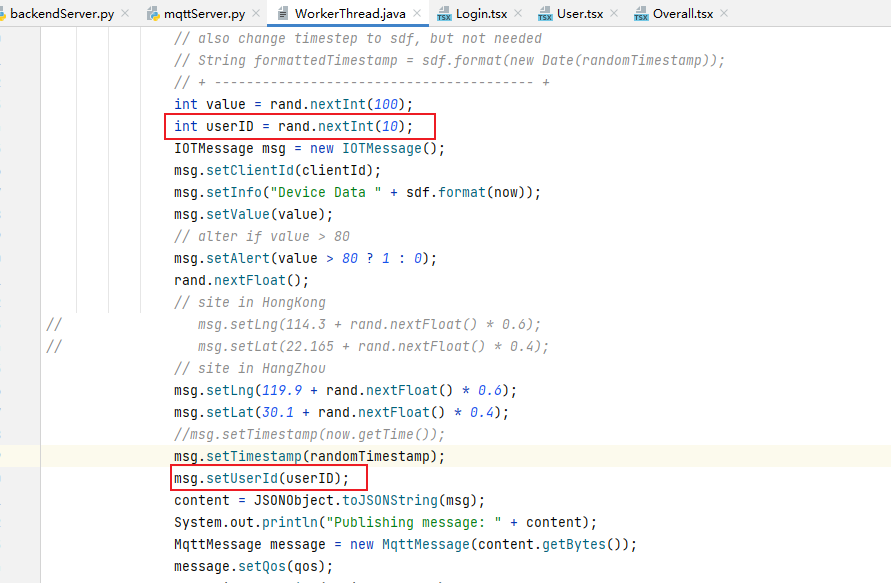 backendServer.py × mqttServer.py × WorkerThread.java × Login.tsx × User.tsx × Overall.tsx ×
// also change timestep to sdf, but not needed
// String formattedTimestamp = sdf.format(new Date(randomTimestamp));
// + --------------------------------------- +
int value = rand.nextInt(100);
int userID = rand.nextInt(10);
IOTMessage msg = new IOTMessage();
msg.setClientId(clientId);
msg.setInfo("Device Data " + sdf.format(now));
msg.setValue(value);
// alter if value > 80
msg.setAlert(value > 80 ? 1 : 0);
rand.nextFloat();
// site in HongKong
// msg.setLng(114.3 + rand.nextFloat() * 0.6);
// msg.setLat(22.165 + rand.nextFloat() * 0.4);
// site in HangZhou
msg.setLng(119.9 + rand.nextFloat() * 0.6);
msg.setLat(30.1 + rand.nextFloat() * 0.4);
//msg.setTimestamp(now.getTime());
msg.setTimestamp(randomTimestamp);
msg.setUserId(userID);
content = JSONObject.toJSONString(msg);
System.out.println("Publishing message: " + content);
MqttMessage message = new MqttMessage(content.getBytes());
message.setQos(qos);